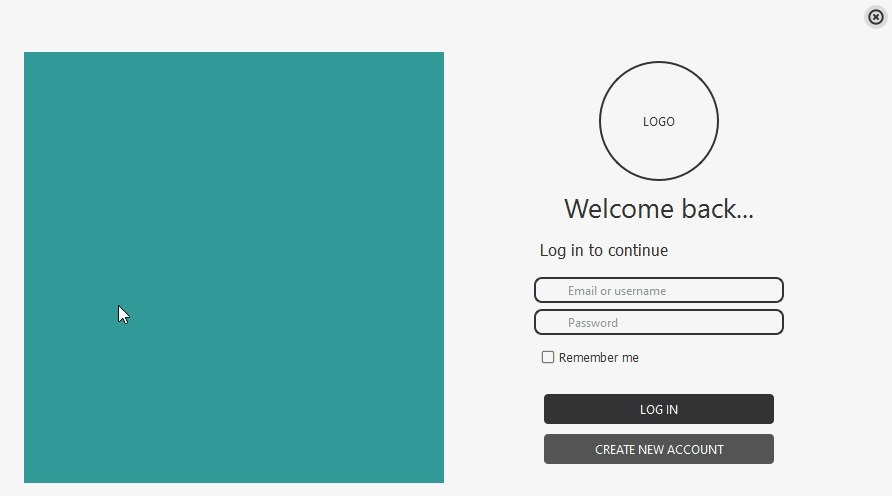 LOGO
Welcome back...
Log in to continue
Email or username
Password
Remember me
LOG IN
CREATE NEW ACCOUNT